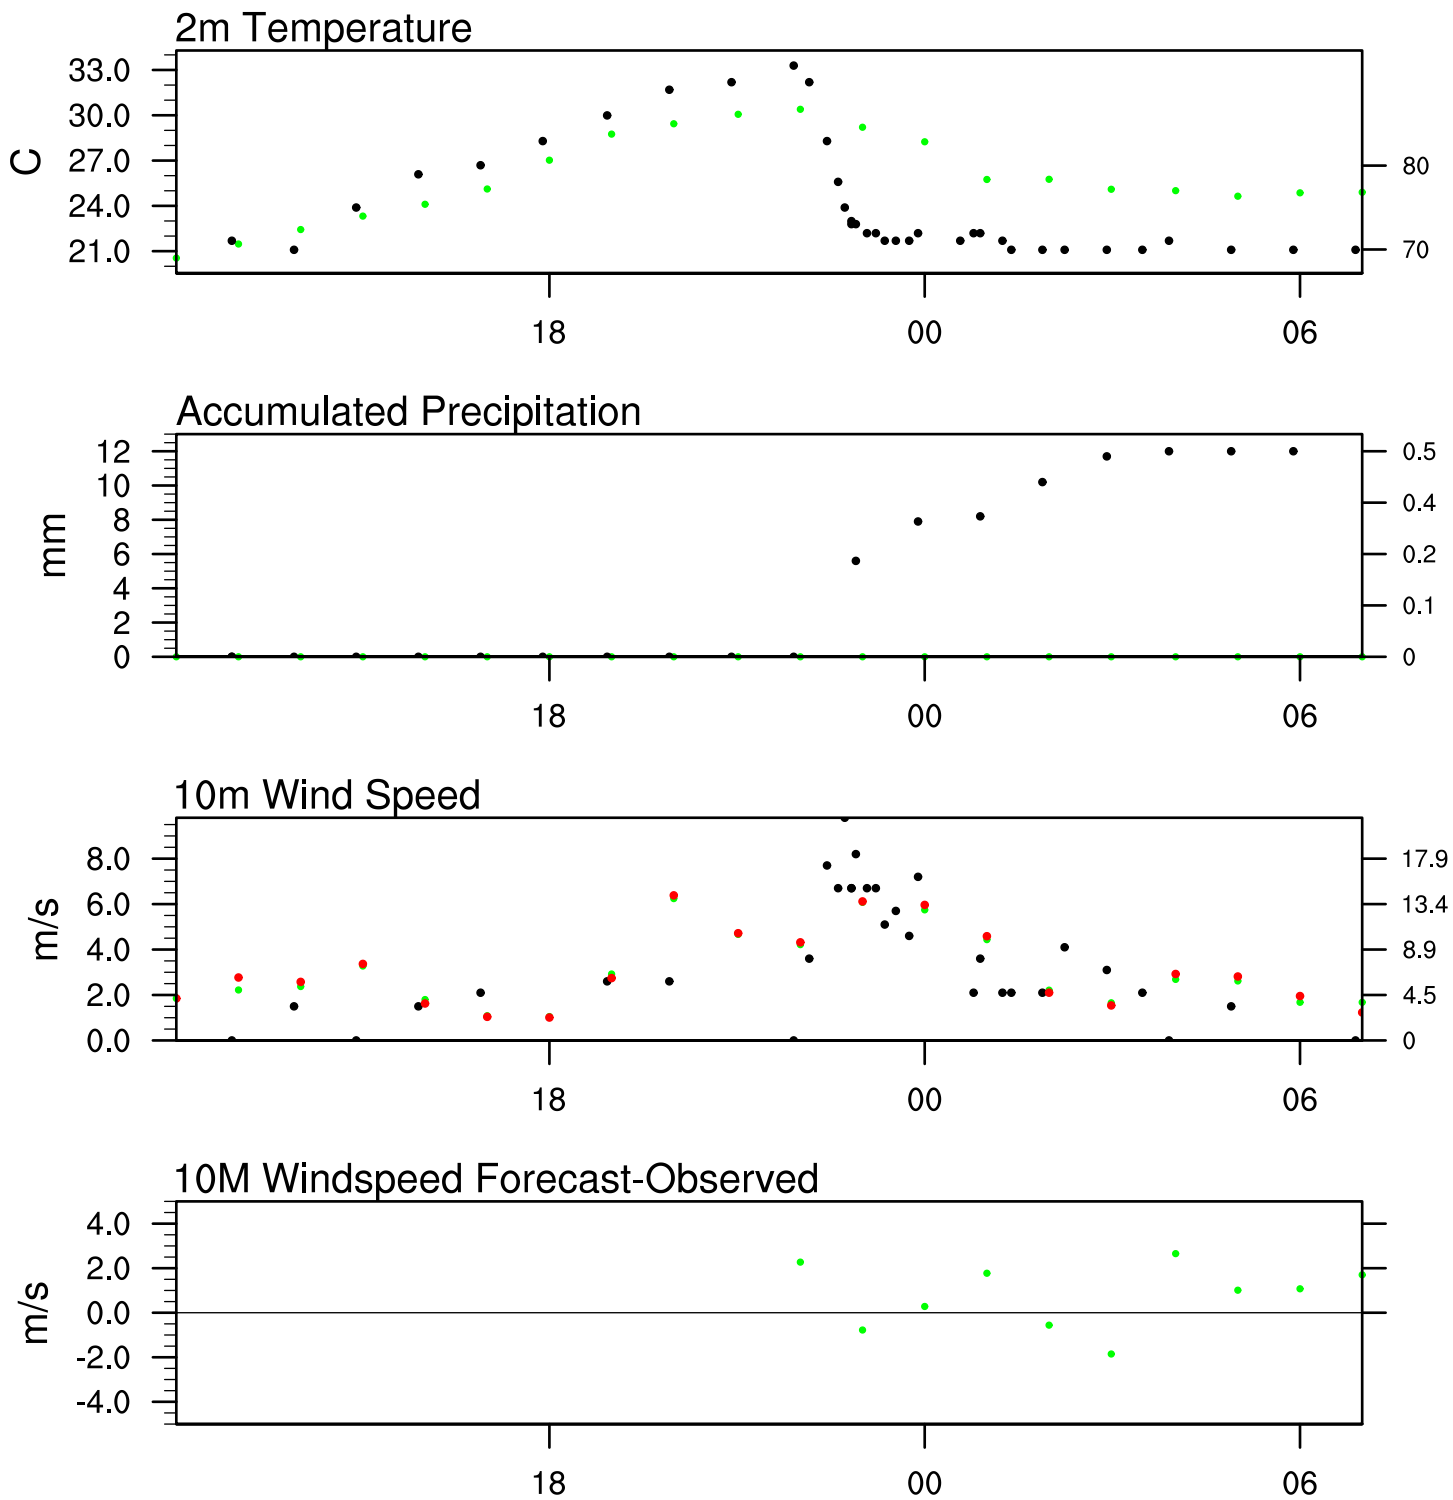 2m Temperature
33.0
30.0
27.0
24.0
21.0
C
80
70
18 00 06
Accumulated Precipitation
12
10
8
6
4
2
0
mm
0.5
0.4
0.2
0.1
0
18 00 06
10m Wind Speed
8.0
6.0
4.0
2.0
0.0
m/s
17.9
13.4
8.9
4.5
0
18 00 06
10M Windspeed Forecast-Observed
4.0
2.0
0.0
-2.0
-4.0
m/s
18 00 06